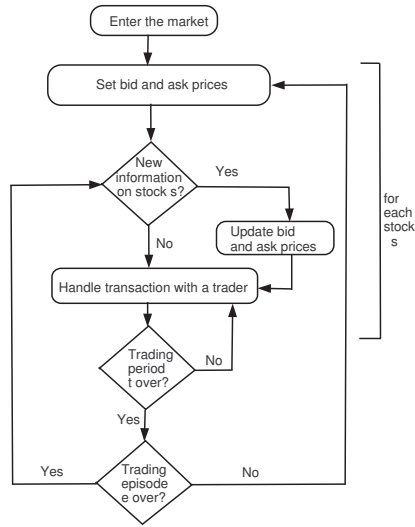 Enter the market
Set bid and ask prices
New
information
on stock s?
Yes
No
Update bid
and ask prices
for
each
stock
s
Handle transaction with a trader
Trading
period
t over?
No
Yes
Trading
episode
e over?
Yes
No